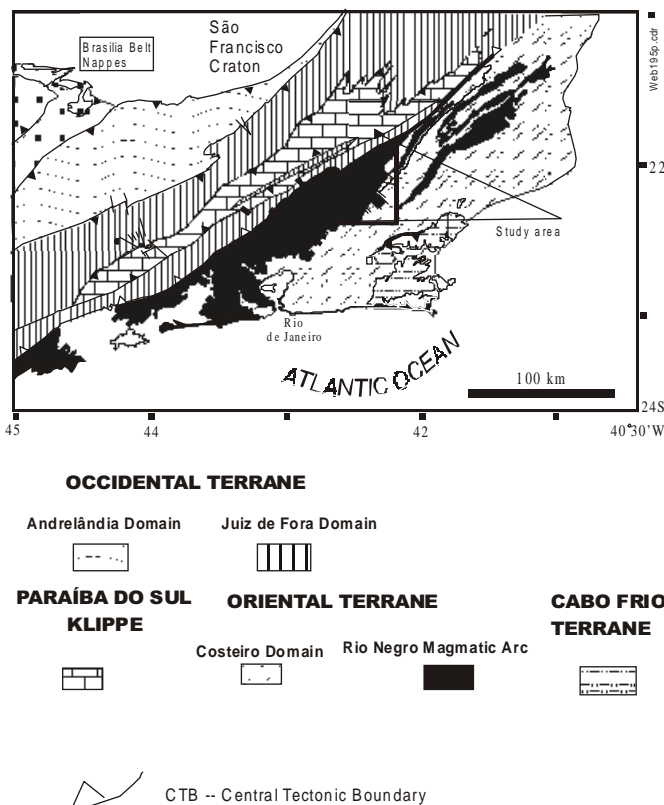 Brasilia Belt
Nappes
São
Francisco
Craton
Web195p.cdr
22
Study area
Rio
de Janeiro
ATLANTIC OCEAN
100 km
24S
45
44
42
40°30'W
OCCIDENTAL TERRANE
Andrelândia Domain
Juiz de Fora Domain
PARAÍBA DO SUL
KLIPPE
ORIENTAL TERRANE
CABO FRIO
TERRANE
Costeiro Domain
Rio Negro Magmatic Arc
CTB -- Central Tectonic Boundary